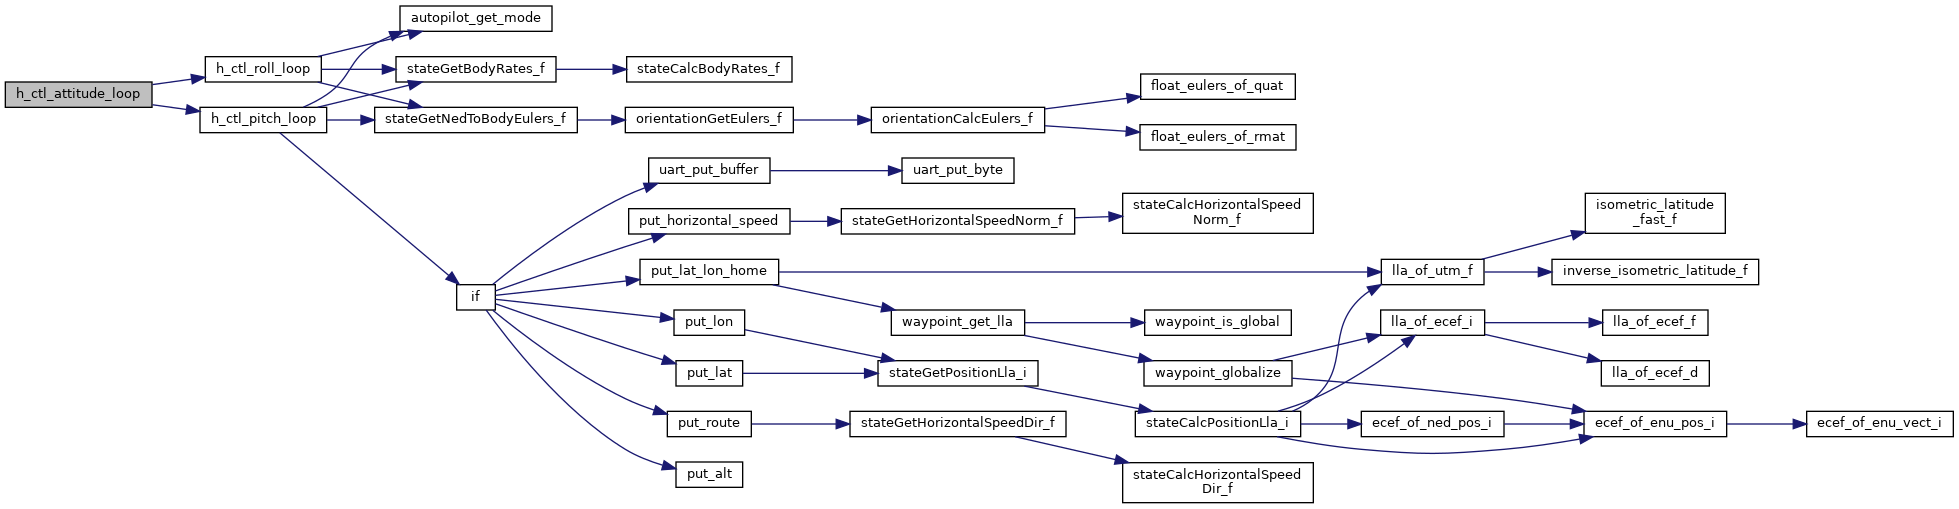 autopilot_get_mode
h_ctl_roll_loop
stateGetBodyRates_f
stateCalcBodyRates_f
h_ctl_attitude_loop
float_eulers_of_quat
h_ctl_pitch_loop
stateGetNedToBodyEulers_f
orientationGetEulers_f
orientationCalcEulers_f
float_eulers_of_rmat
uart_put_buffer
uart_put_byte
put_horizontal_speed
stateGetHorizontalSpeedNorm_f
stateCalcHorizontalSpeed
Norm_f
isometric_latitude
_fast_f
put_lat_lon_home
lla_of_utm_f
inverse_isometric_latitude_f
if
put_lon
waypoint_get_lla
waypoint_is_global
lla_of_ecef_i
lla_of_ecef_f
put_lat
stateGetPositionLla_i
waypoint_globalize
lla_of_ecef_d
put_route
stateGetHorizontalSpeedDir_f
stateCalcPositionLla_i
ecef_of_ned_pos_i
ecef_of_enu_pos_i
ecef_of_enu_vect_i
put_alt
stateCalcHorizontalSpeed
Dir_f